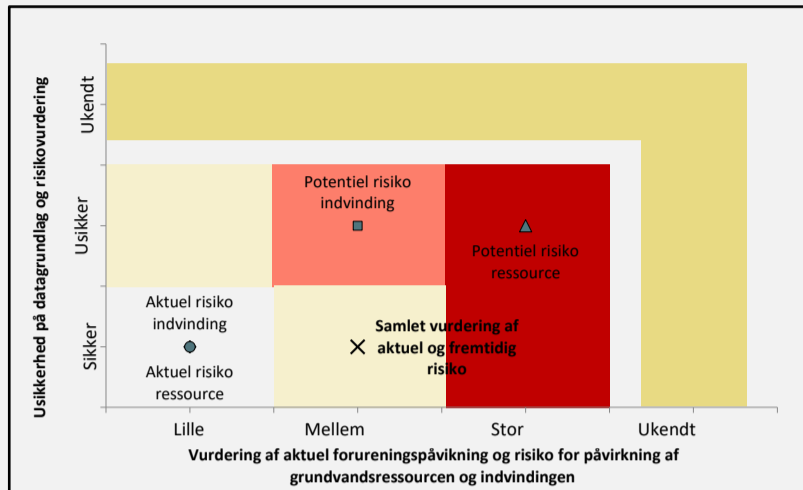 Usikkerhed på datagrundlag og risikovurdering
Ukendt
Usikker
Sikker
Potentiel risiko
indvinding
Potentiel risiko
ressource
Aktuel risiko
indvinding
Aktuel risiko
ressource
Samlet vurdering af
aktuel og fremtidig
risiko
Lille
Mellem
Stor
Ukendt
Vurdering af aktuel forureningspåvikning og risiko for påvirkning af
grundvandsressourcen og indvindingen